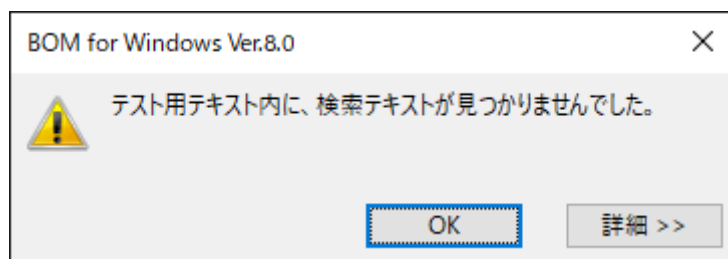 BOM for Windows Ver.8.0
テスト用テキスト内に、検索テキストが見つかりませんでした。
OK
詳細 >>